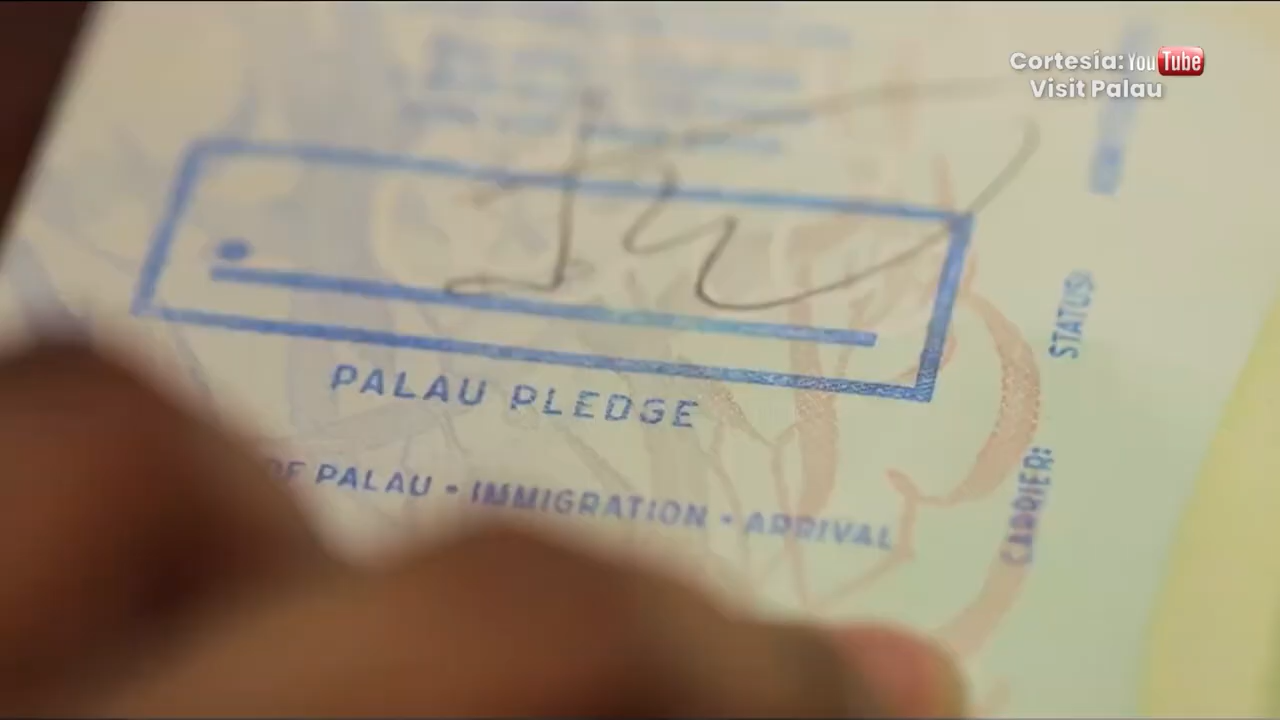 Cortesía: YouTube
Visit Palau
PALAU PLEDGE
OF PALAU • IMMIGRATION • ARRIVAL
STATUS:
CARRIER: